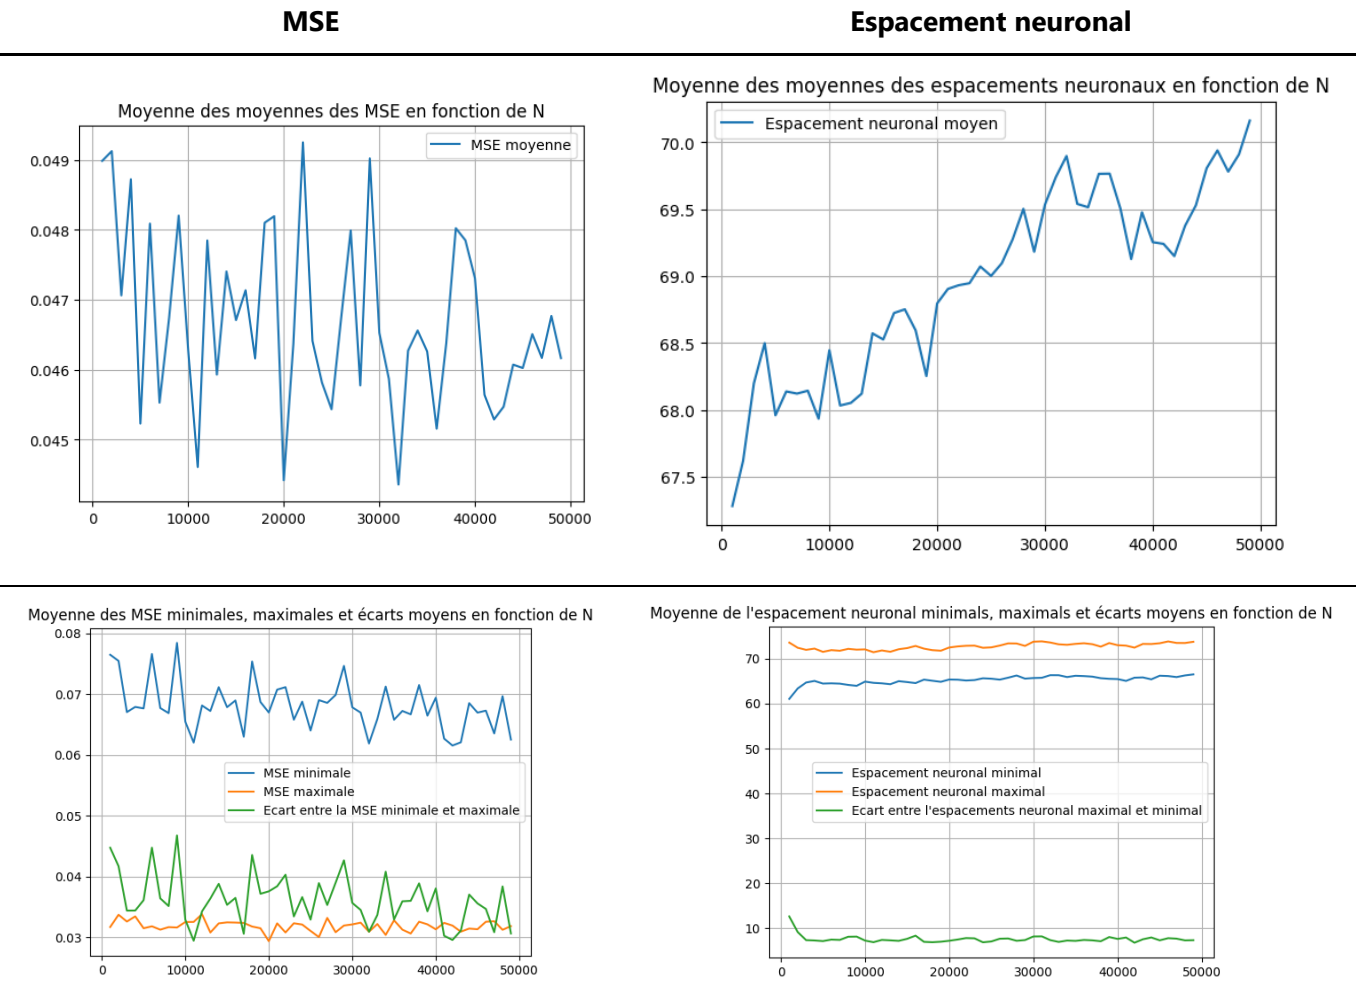 MSE
Espacement neuronal
Moyenne des moyennes des MSE en fonction de N
MSE moyenne
0.049
0.048
0.047
0.046
0.045
0 10000 20000 30000 40000 50000
Moyenne des moyennes des espacements neuronaux en fonction de N
Espacement neuronal moyen
70.0
69.5
69.0
68.5
68.0
67.5
0 10000 20000 30000 40000 50000
Moyenne des MSE minimales, maximales et écarts moyens en fonction de N
0.08
0.07
0.06
0.05
0.04
0.03
MSE minimale
MSE maximale
Ecart entre la MSE minimale et maximale
0 10000 20000 30000 40000 50000
Moyenne de l'espacement neuronal minimals, maximals et écarts moyens en fonction de N
70
60
50
40
30
20
10
Espacement neuronal minimal
Espacement neuronal maximal
Ecart entre l'espacements neuronal maximal et minimal
0 10000 20000 30000 40000 50000